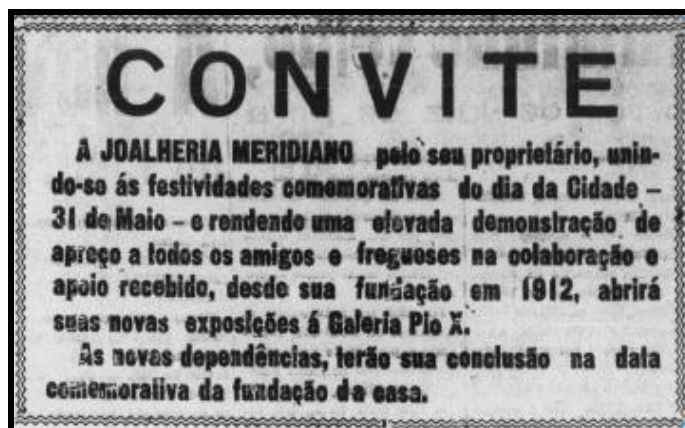 CONVITE
A JOALHERIA MERIDIANO pelo seu proprietário, unin-
do-se ás festividades comemorativas do dia da Cidade –
31 de Maio – e rendendo uma elevada demonstração de
apreço a todos os amigos e fregueses na colaboração e
apoio recebido, desde sua fundação em 1912, abrirá
suas novas exposições á Galeria Pio X.
As novas dependências, terão sua conclusão na data
comemorativa da fundação da casa.